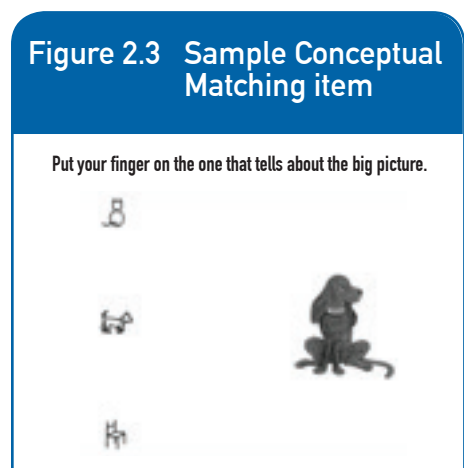 Figure 2.3 Sample Conceptual
Matching item
Put your finger on the one that tells about the big picture.